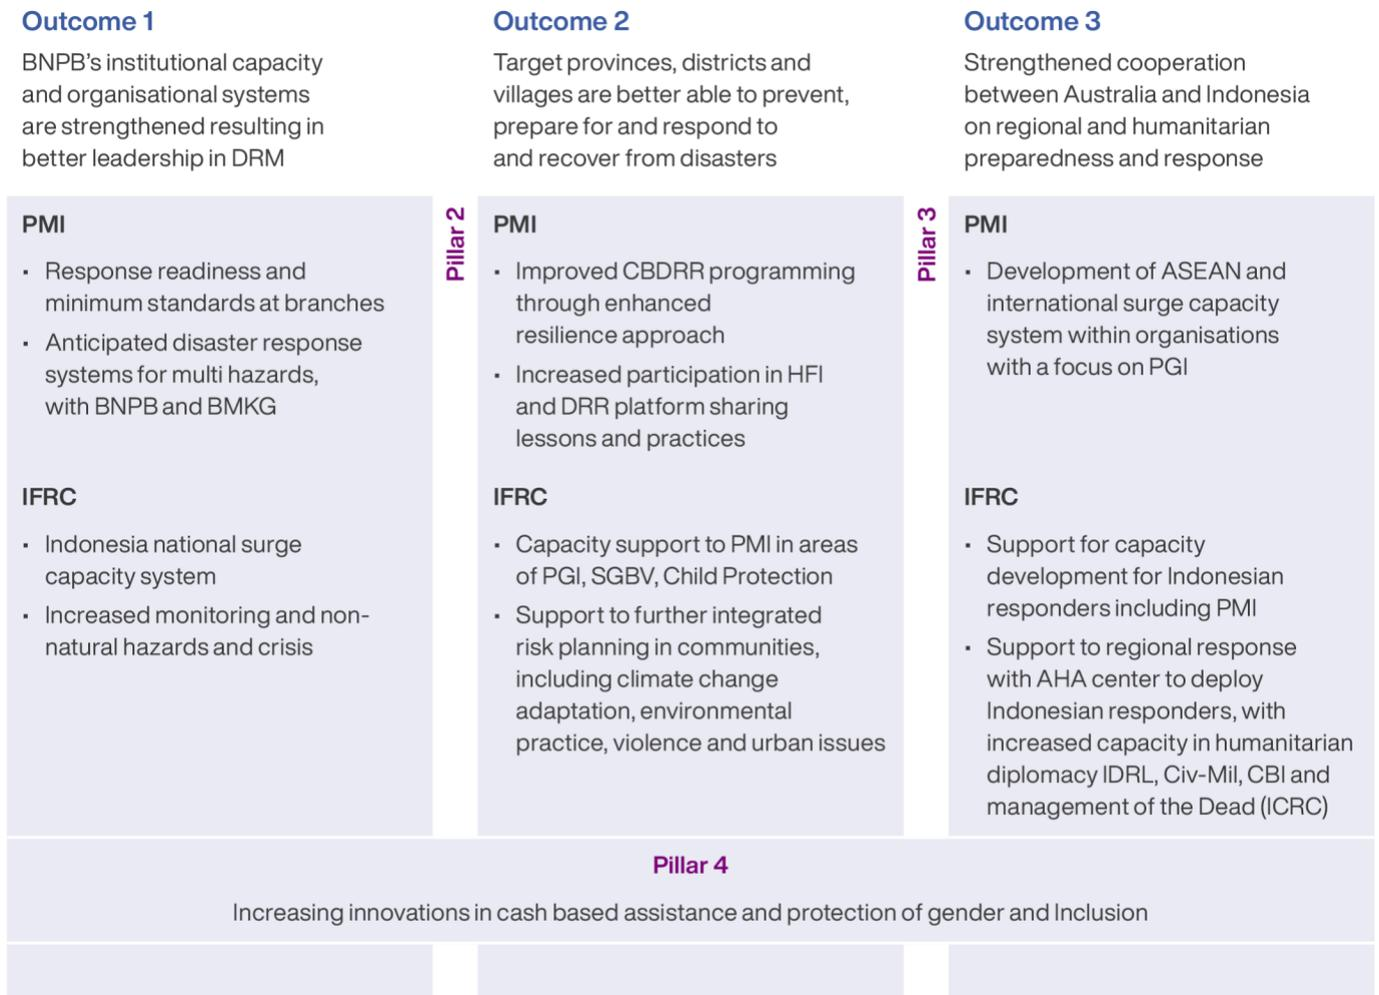 Outcome 1
BNPB's institutional capacity
and organisational systems
are strengthened resulting in
better leadership in DRM
PMI
▪ Response readiness and
minimum standards at branches
▪ Anticipated disaster response
systems for multi hazards,
with BNPB and BMKG
IFRC
▪ Indonesia national surge
capacity system
▪ Increased monitoring and non-
natural hazards and crisis
Pillar 2
Outcome 2
Target provinces, districts and
villages are better able to prevent,
prepare for and respond to
and recover from disasters
PMI
▪ Improved CBDRR programming
through enhanced
resilience approach
▪ Increased participation in HFI
and DRR platform sharing
lessons and practices
IFRC
▪ Capacity support to PMI in areas
of PGI, SGBV, Child Protection
▪ Support to further integrated
risk planning in communities,
including climate change
adaptation, environmental
practice, violence and urban issues
Pillar 3
Outcome 3
Strengthened cooperation
between Australia and Indonesia
on regional and humanitarian
preparedness and response
PMI
▪ Development of ASEAN and
international surge capacity
system within organisations
with a focus on PGI
IFRC
▪ Support for capacity
development for Indonesian
responders including PMI
▪ Support to regional response
with AHA center to deploy
Indonesian responders, with
increased capacity in humanitarian
diplomacy IDRL, Civ-Mil, CBI and
management of the Dead (ICRC)
Pillar 4
Increasing innovations in cash based assistance and protection of gender and Inclusion